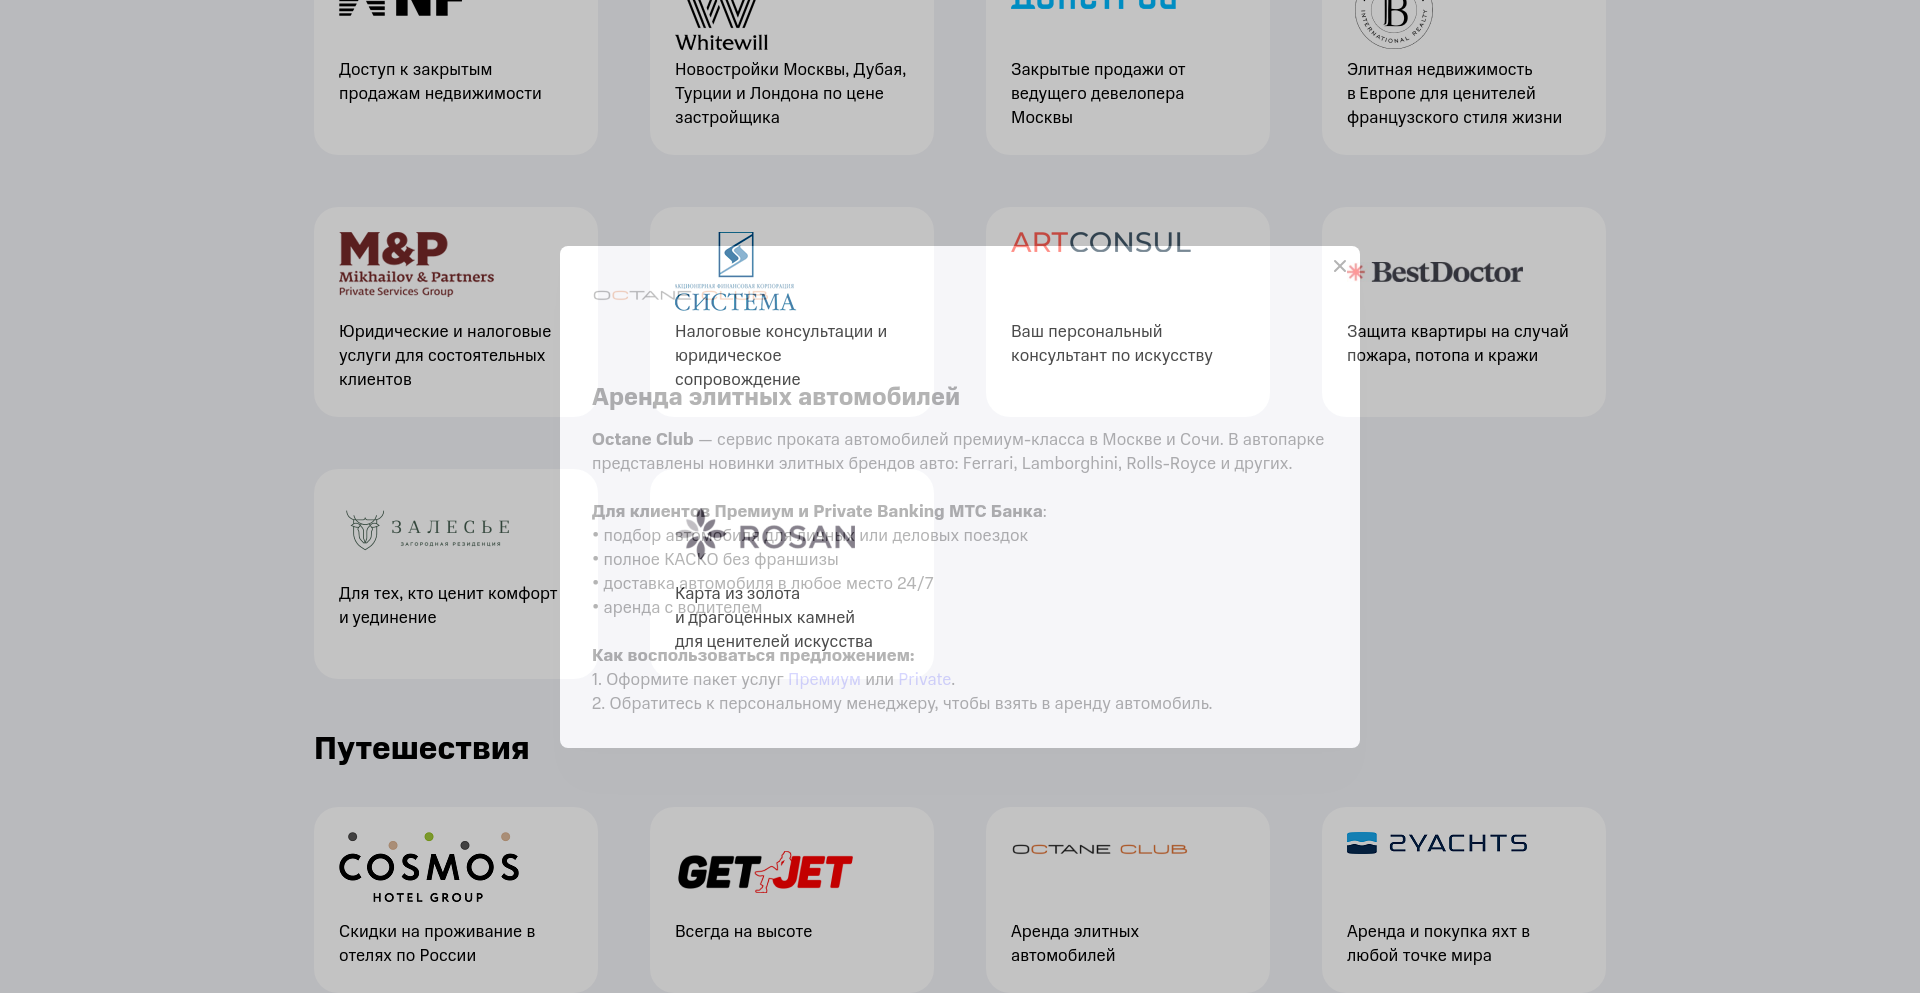 Whitewill
INTERNATIONAL REALTY
Доступ к закрытым
продажам недвижимости
Новостройки Москвы, Дубая,
Турции и Лондона по цене
застройщика
Закрытые продажи от
ведущего девелопера
Москвы
Элитная недвижимость
в Европе для ценителей
французского стиля жизни
M&P
Mikhailov & Partners
Private Services Group
Юридические и налоговые
услуги для состоятельных
клиентов
АКЦИОНЕРНАЯ ФИНАНСОВАЯ КОРПОРАЦИЯ
СИСТЕМА
Налоговые консультации и
юридическое
сопровождение
ARTCONSUL
Ваш персональный
консультант по искусству
BestDoctor
Защита квартиры на случай
пожара, потопа и кражи
×
OCTANE CLUB
Аренда элитных автомобилей
Octane Club — сервис проката автомобилей премиум-класса в Москве и Сочи. В автопарке
представлены новинки элитных брендов авто: Ferrari, Lamborghini, Rolls-Royce и других.
Для клиентов Премиум и Private Banking МТС Банка:
• подбор автомобиля для личных или деловых поездок
• полное КАСКО без франшизы
• доставка автомобиля в любое место 24/7
• аренда с водителем
Как воспользоваться предложением:
1. Оформите пакет услуг Премиум или Private.
2. Обратитесь к персональному менеджеру, чтобы взять в аренду автомобиль.
ЗАЛЕСЬЕ
ЗАГОРОДНАЯ РЕЗИДЕНЦИЯ
Для тех, кто ценит комфорт
и уединение
ROSAN
Карта из золота
и драгоценных камней
для ценителей искусства
Путешествия
COSMOS
HOTEL GROUP
Скидки на проживание в
отелях по России
GET JET
Всегда на высоте
OCTANE CLUB
Аренда элитных
автомобилей
2YACHTS
Аренда и покупка яхт в
любой точке мира